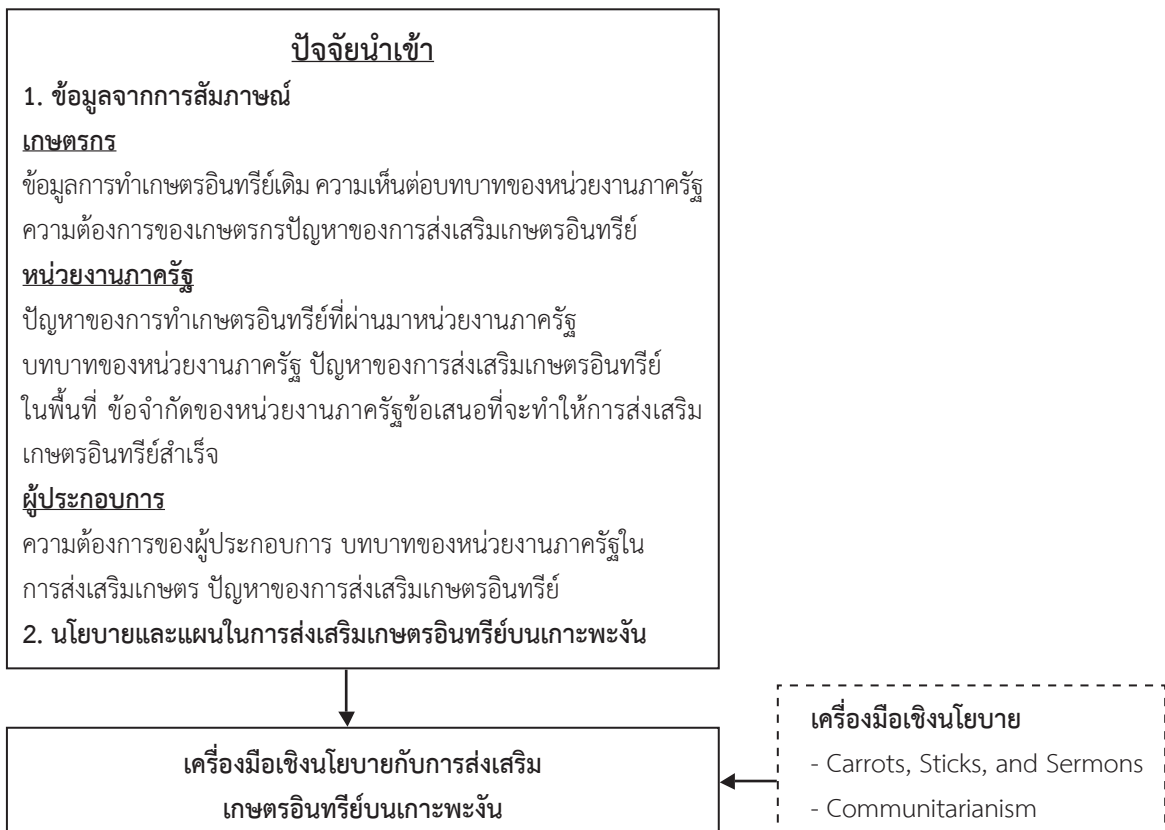 ปัจจัยนำเข้า
1. ข้อมูลจากการสัมภาษณ์
เกษตรกร
ข้อมูลการทำเกษตรอินทรีย์เดิม ความเห็นต่อบทบาทของหน่วยงานภาครัฐ
ความต้องการของเกษตรกรปัญหาของการส่งเสริมเกษตรอินทรีย์
หน่วยงานภาครัฐ
ปัญหาของการทำเกษตรอินทรีย์ที่ผ่านมาหน่วยงานภาครัฐ
บทบาทของหน่วยงานภาครัฐ ปัญหาของการส่งเสริมเกษตรอินทรีย์
ในพื้นที่ ข้อจำกัดของหน่วยงานภาครัฐข้อเสนอที่จะทำให้การส่งเสริม
เกษตรอินทรีย์สำเร็จ
ผู้ประกอบการ
ความต้องการของผู้ประกอบการ บทบาทของหน่วยงานภาครัฐใน
การส่งเสริมเกษตร ปัญหาของการส่งเสริมเกษตรอินทรีย์
2. นโยบายและแผนในการส่งเสริมเกษตรอินทรีย์บนเกาะพะงัน
เครื่องมือเชิงนโยบายกับการส่งเสริม
เกษตรอินทรีย์บนเกาะพะงัน
เครื่องมือเชิงนโยบาย
- Carrots, Sticks, and Sermons
- Communitarianism